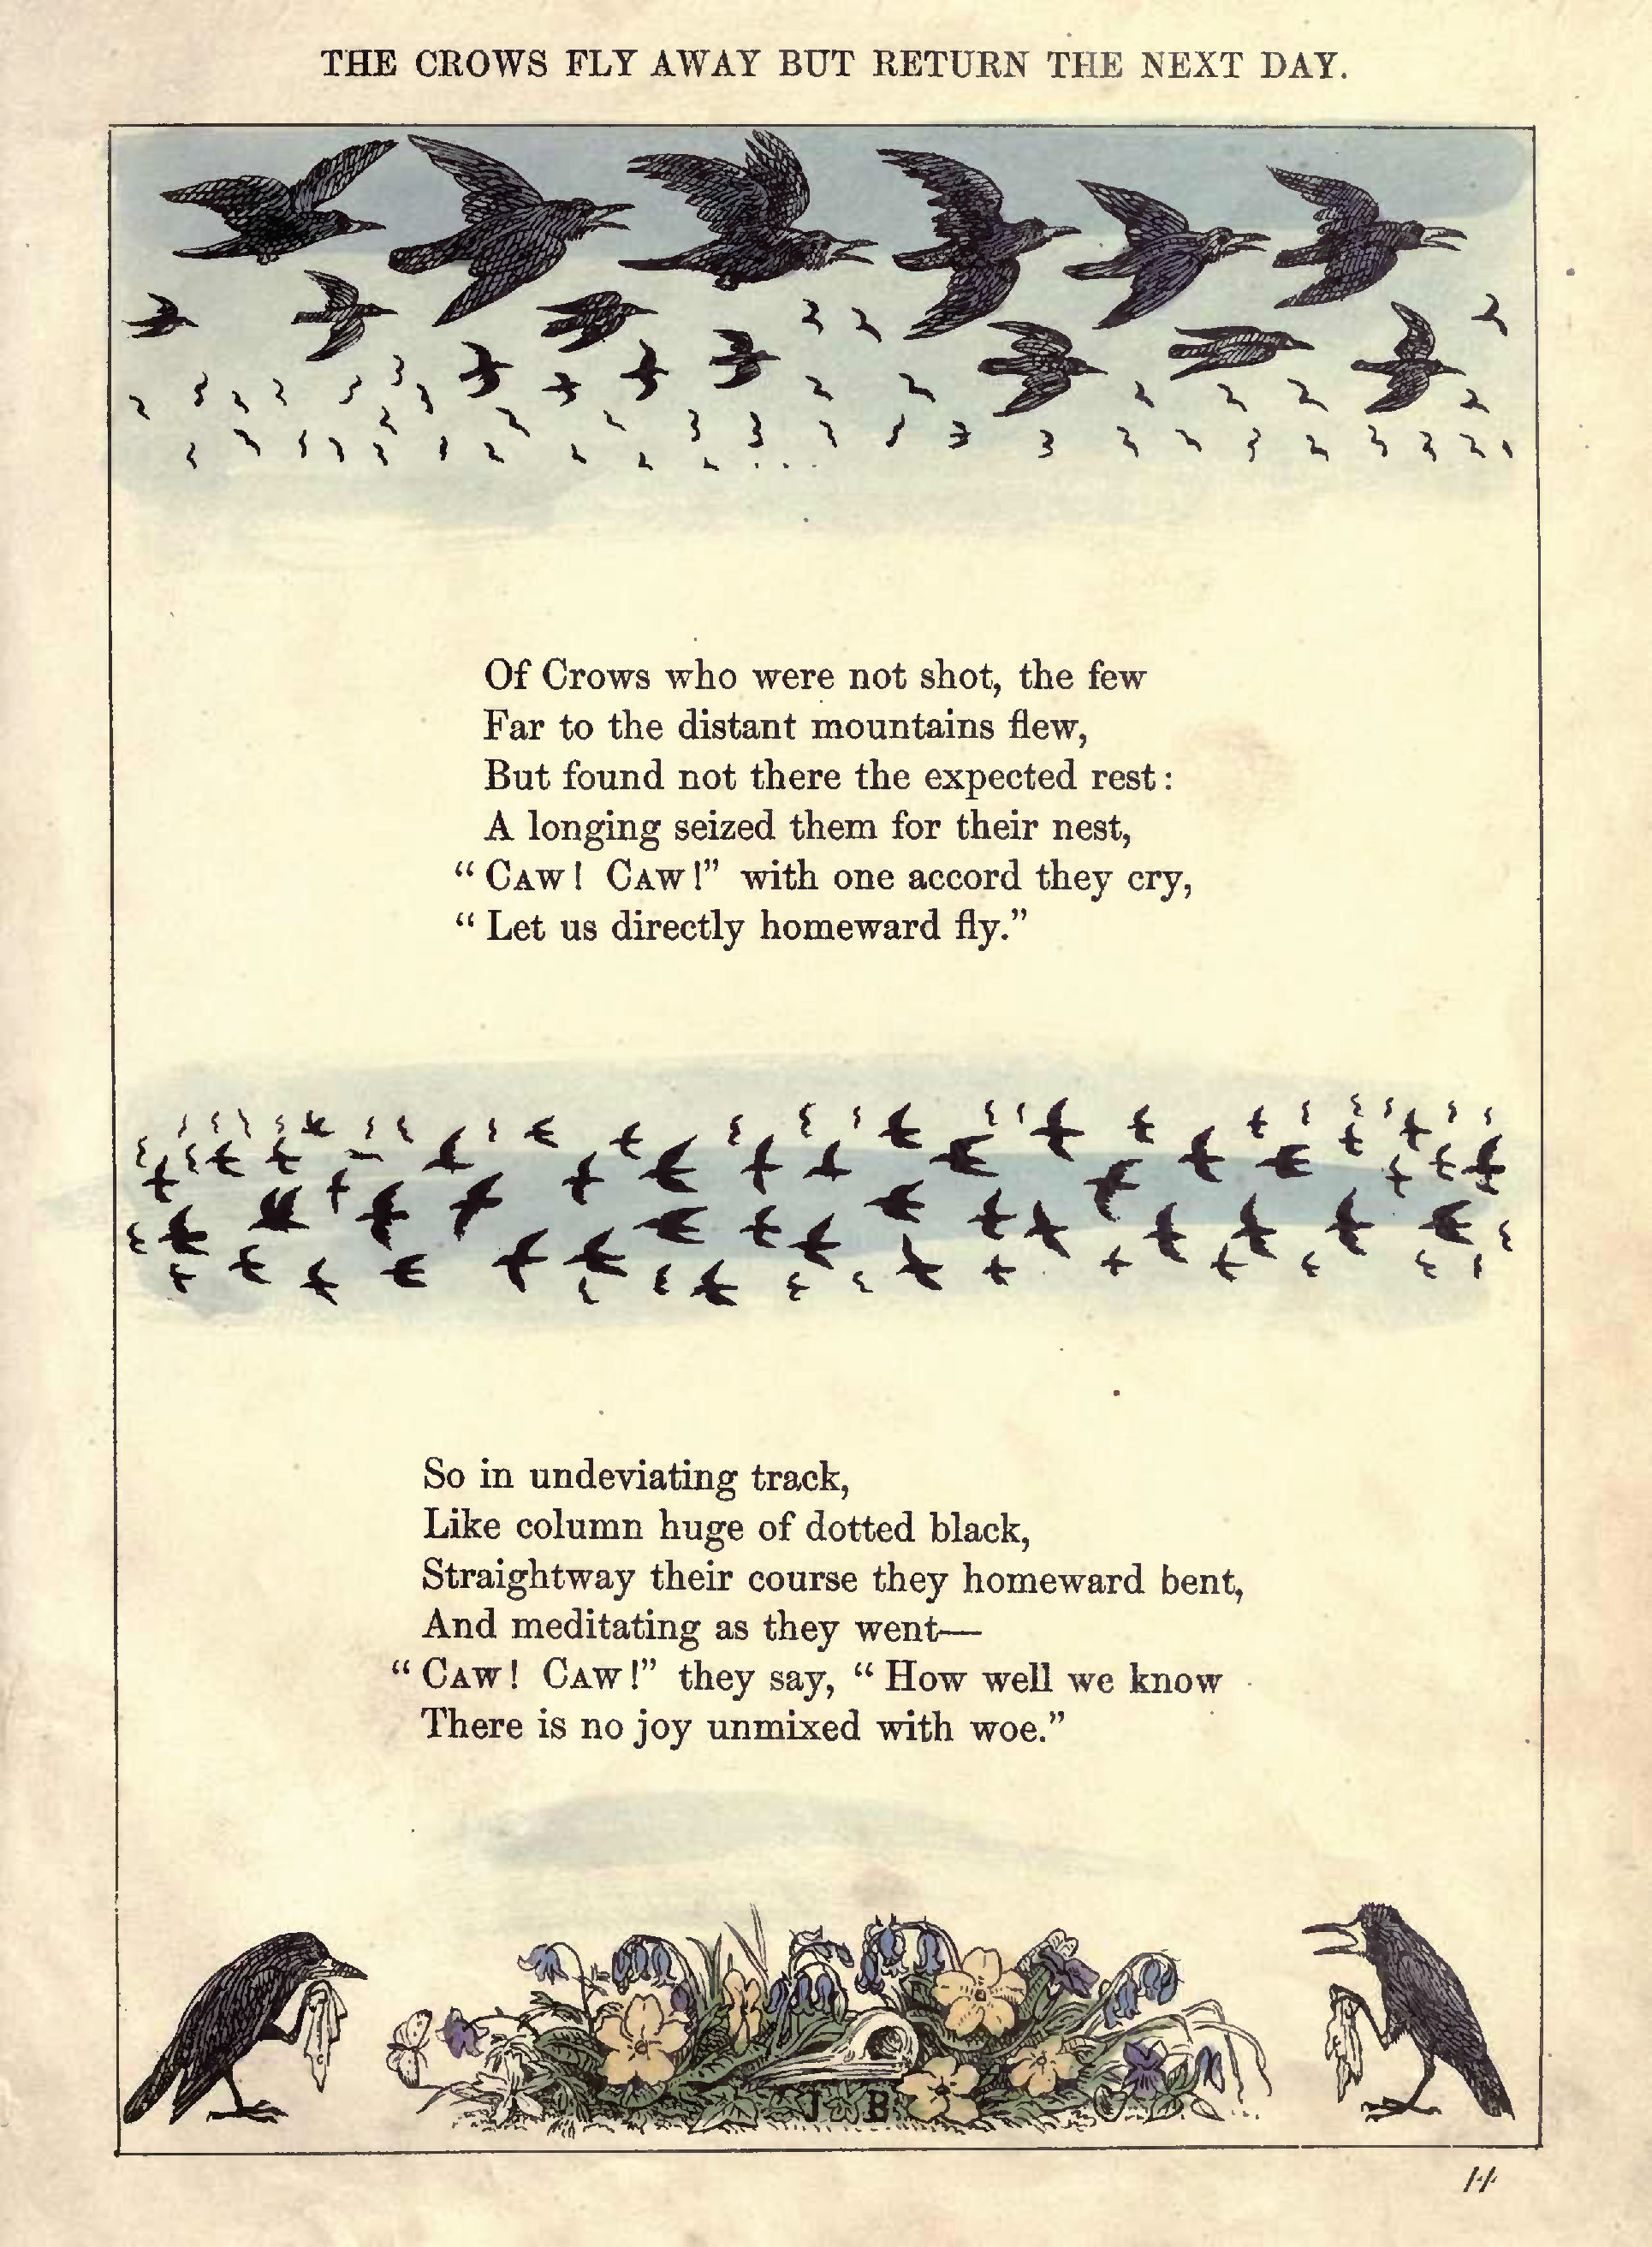 THE CROWS FLY AWAY BUT RETURN THE NEXT DAY.
Of Crows who were not shot, the few
Far to the distant mountains flew,
But found not there the expected rest:
A longing seized them for their nest,
“CAW! CAW!” with one accord they cry,
“Let us directly homeward fly.”
So in undeviating track,
Like column huge of dotted black,
Straightway their course they homeward bent,
And meditating as they went—
“CAW! CAW!” they say, “How well we know
There is no joy unmixed with woe.”
J B